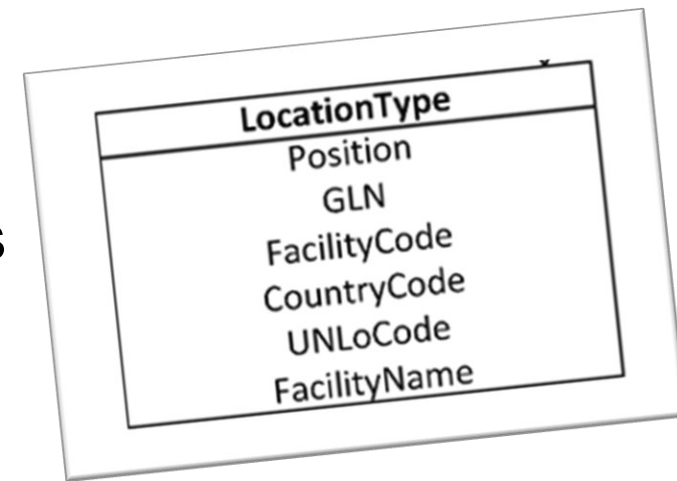 LocationType
Position
GLN
FacilityCode
CountryCode
UNLoCode
FacilityName
s